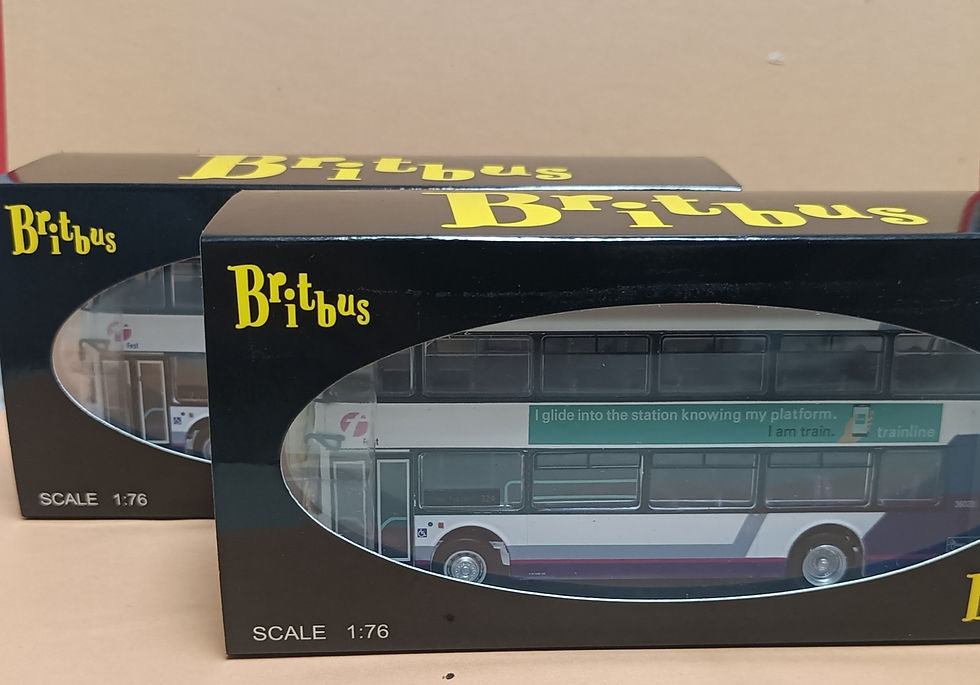 Britbus
Britbus
Britbus
Britbus
First
I glide into the station knowing my platform.
I am train.
trainline
324
SCALE 1:76
SCALE 1:76